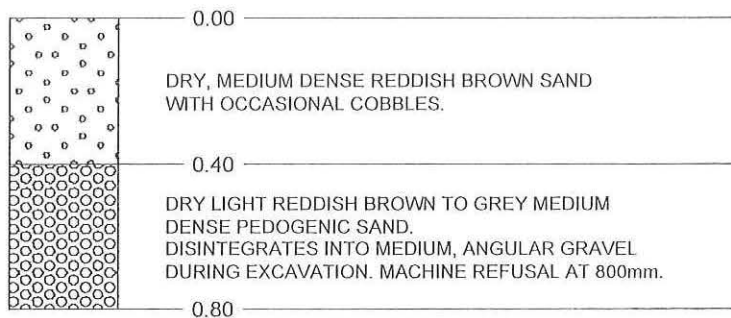 0.00
DRY, MEDIUM DENSE REDDISH BROWN SAND
WITH OCCASIONAL COBBLES.
0.40
DRY LIGHT REDDISH BROWN TO GREY MEDIUM
DENSE PEDOGENIC SAND.
DISINTEGRATES INTO MEDIUM, ANGULAR GRAVEL
DURING EXCAVATION. MACHINE REFUSAL AT 800mm.
0.80